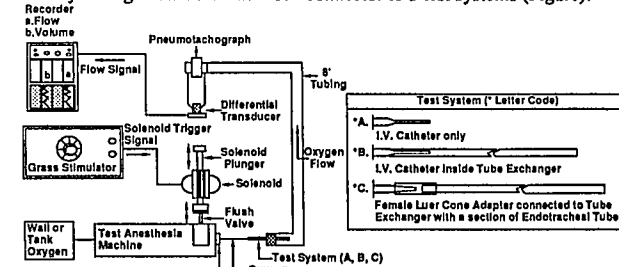 Recorder
a.Flow
b.Volume
b a
Flow Signal
Pneumotachograph
8'
Tubing
Differential
Transducer
Solenoid Trigger
Signal
Grass Stimulator
Solenoid
Plunger
Solenoid
Oxygen
Flow
Flush
Valve
Wall or
Tank
Oxygen
Test Anesthesia
Machine
Test System (A, B, C)
Test System (* Letter Code)
*A.
I.V. Catheter only
*B.
I.V. Catheter Inside Tube Exchanger
*C.
Female Luer Cone Adapter connected to Tube
Exchanger with a section of Endotracheal Tube